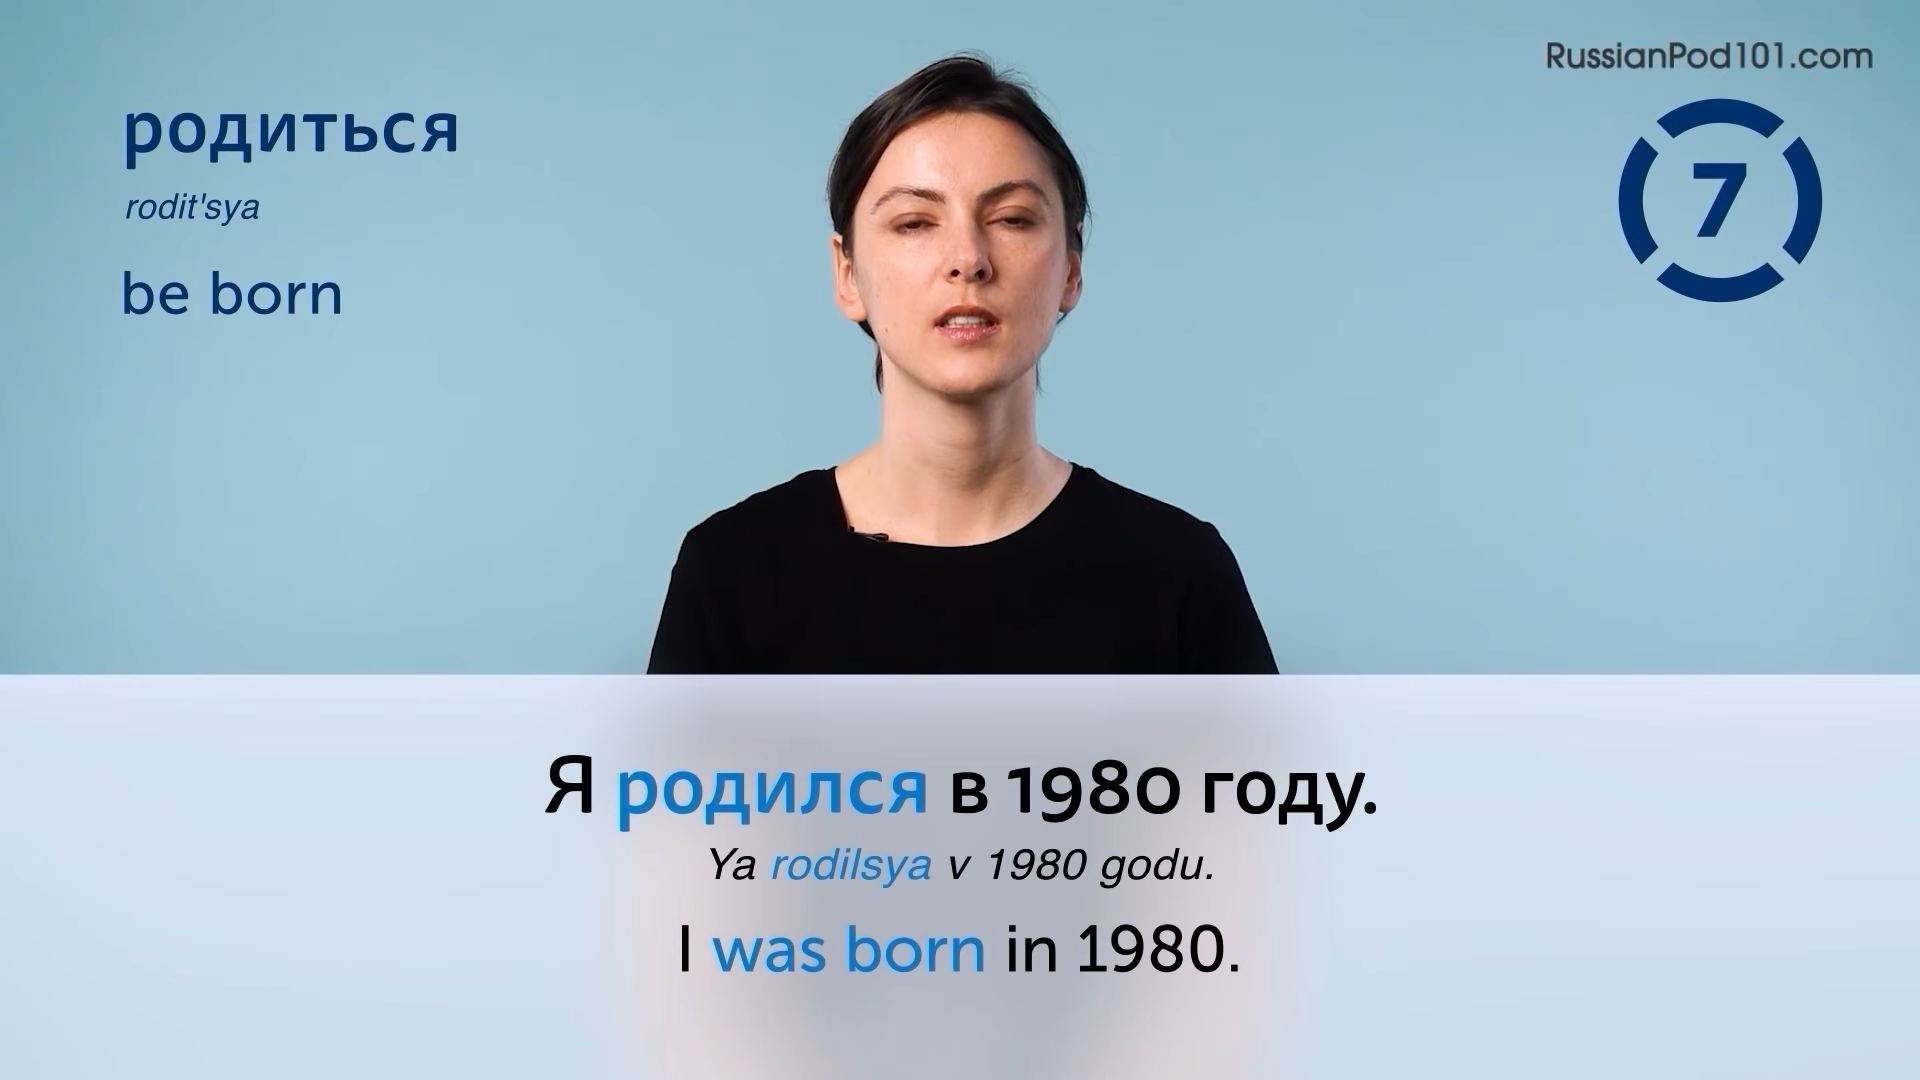 RussianPod101.com
родиться
rodit'sya
be born
7
Я родился в 1980 году.
Ya rodilsya v 1980 godu.
I was born in 1980.